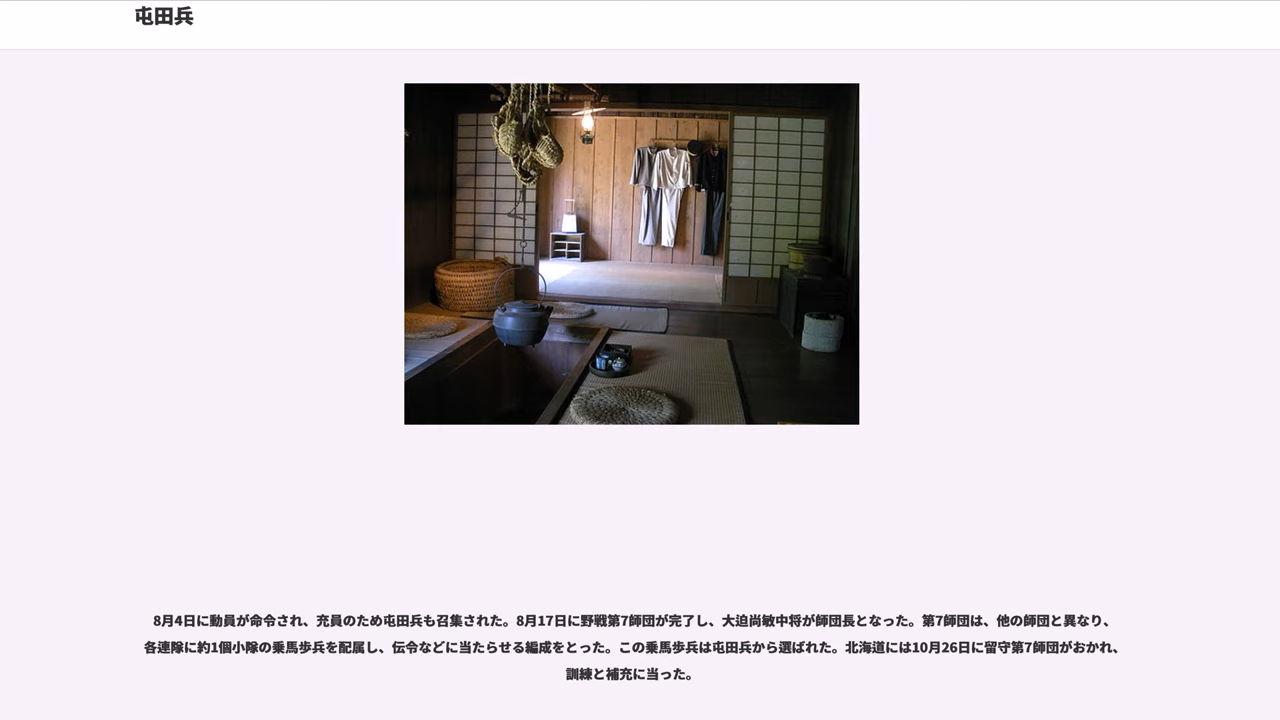 屯田兵
8月4日に動員が命令され、充員のため屯田兵も召集された。8月17日に野戦第7師団が完了し、大迫尚敏中将が師団長となった。第7師団は、他の師団と異なり、
各連隊に約1個小隊の乗馬歩兵を配属し、伝令などに当たらせる編成をとった。この乗馬歩兵は屯田兵から選ばれた。北海道には10月26日に留守第7師団がおかれ、
訓練と補充に当った。